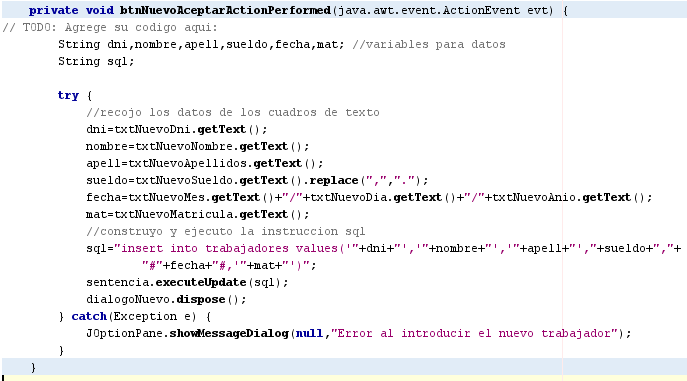 private void btnNuevoAceptarActionPerformed(java.awt.event.ActionEvent evt) {
// TODO: Agrege su codigo aqui:
String dni,nombre,apell,sueldo,fecha,mat; //variables para datos
String sql;
try {
//recojo los datos de los cuadros de texto
dni=txtNuevoDni.getText();
nombre=txtNuevoNombre.getText();
apell=txtNuevoApellidos.getText();
sueldo=txtNuevoSueldo.getText().replace(",",".");
fecha=txtNuevoMes.getText()+"/"+txtNuevoDia.getText()+"/"+txtNuevoAnio.getText();
mat=txtNuevoMatricula.getText();
//construyo y ejecuto la instruccion sql
sql="insert into trabajadores values('"+dni+"','"+nombre+"','"+apell+"',"+sueldo+","+
"#"+fecha+"#,'"+mat+"')";
sentencia.executeUpdate(sql);
dialogoNuevo.dispose();
} catch(Exception e) {
JOptionPane.showMessageDialog(null,"Error al introducir el nuevo trabajador");
}
}